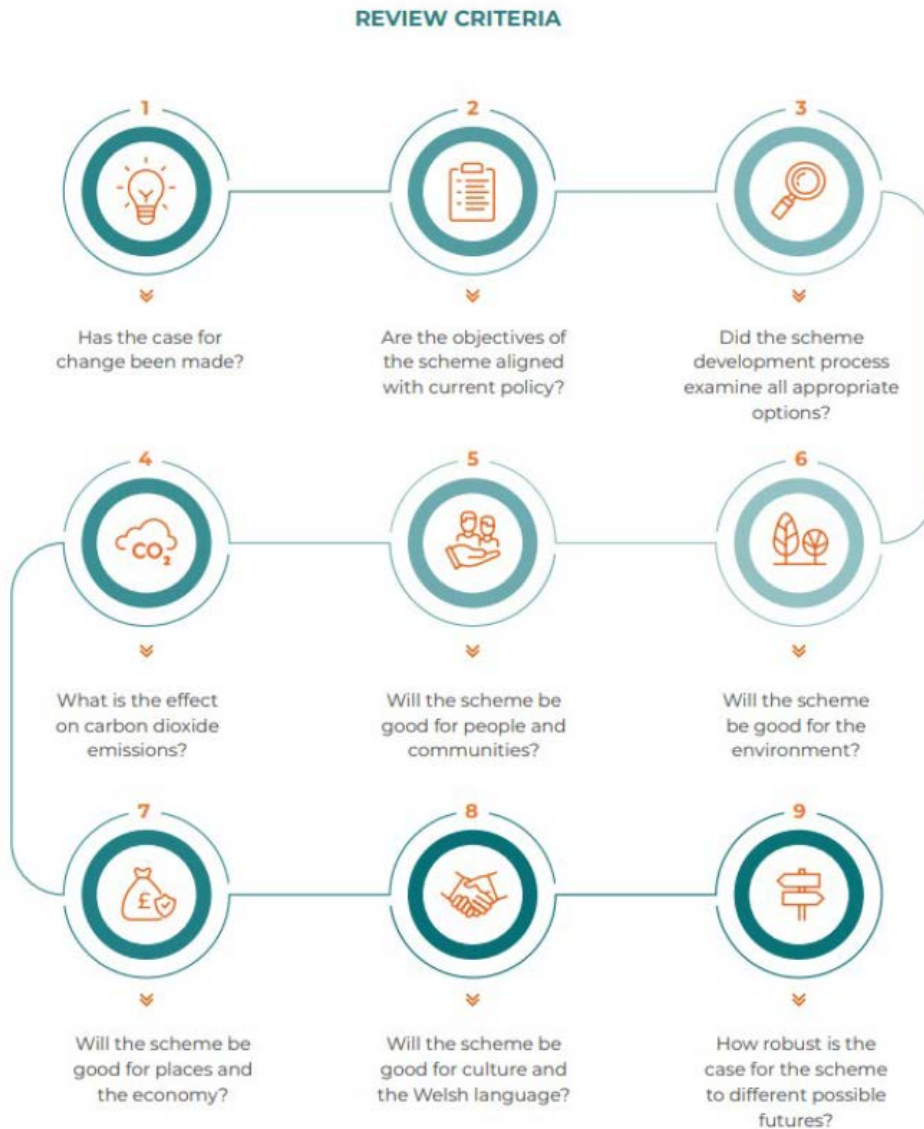 REVIEW CRITERIA
1
Has the case for
change been made?
2
Are the objectives of
the scheme aligned
with current policy?
3
Did the scheme
development process
examine all appropriate
options?
4
CO2
What is the effect
on carbon dioxide
emissions?
5
Will the scheme be
good for people and
communities?
6
Will the scheme
be good for the
environment?
7
£
Will the scheme be
good for places and
the economy?
8
Will the scheme be
good for culture and
the Welsh language?
9
How robust is the
case for the scheme
to different possible
futures?